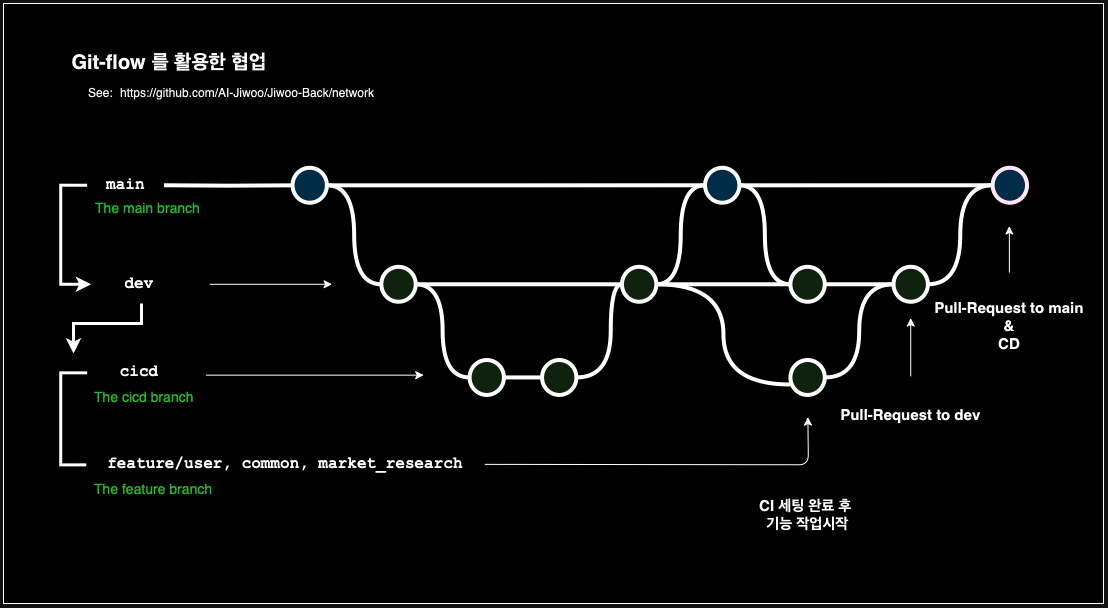 Git-flow 를 활용한 협업
See: https://github.com/AI-Jiwoo/Jiwoo-Back/network
main
The main branch
dev
Pull-Request to main
&
CD
cicd
The cicd branch
Pull-Request to dev
feature/user, common, market_research
The feature branch
CI 세팅 완료 후
기능 작업시작